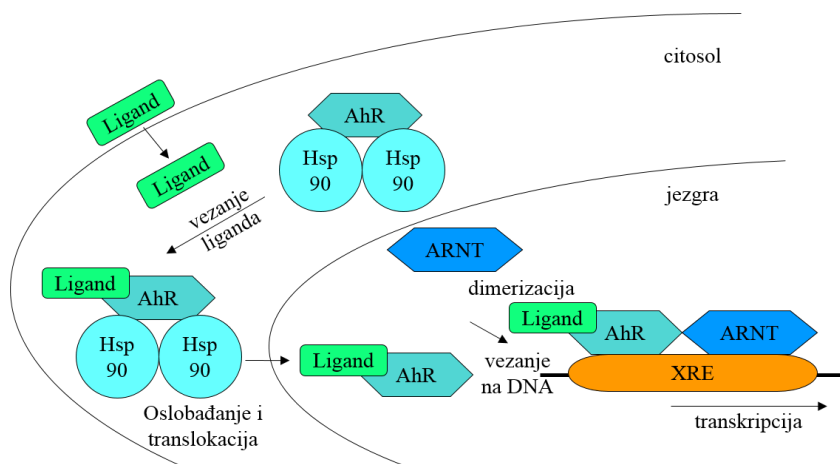 citosol
Ligand
AhR
Hsp
90
Hsp
90
Ligand
vezanje
liganda
jezgra
ARNT
Ligand
AhR
dimerizacija
Ligand
AhR
ARNT
Hsp
90
Hsp
90
Ligand
AhR
vezanje
na DNA
XRE
Oslobađanje i
translokacija
transkripcija